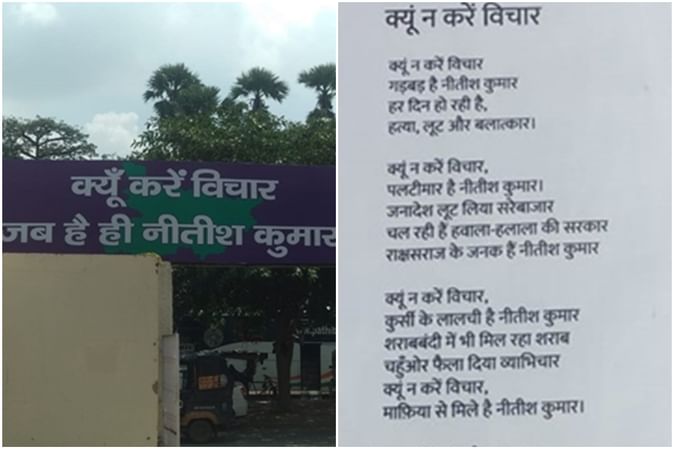 क्यूँ करें विचार
जब है ही नीतीश कुमार
क्यूं न करें विचार
क्यूं न करें विचार
गड़बड़ है नीतीश कुमार
हर दिन हो रही है,
हत्या, लूट और बलात्कार।
क्यूं न करें विचार,
पलटीमार है नीतीश कुमार।
जनादेश लूट लिया सरेबाजार
चल रही हैं हवाला-हलाला की सरकार
राक्षसराज के जनक हैं नीतीश कुमार
क्यूं न करें विचार,
कुर्सी के लालची है नीतीश कुमार
शराबबंदी में भी मिल रहा शराब
चहुँओर फैला दिया व्याभिचार
क्यूं न करें विचार,
माफ़िया से मिले है नीतीश कुमार।